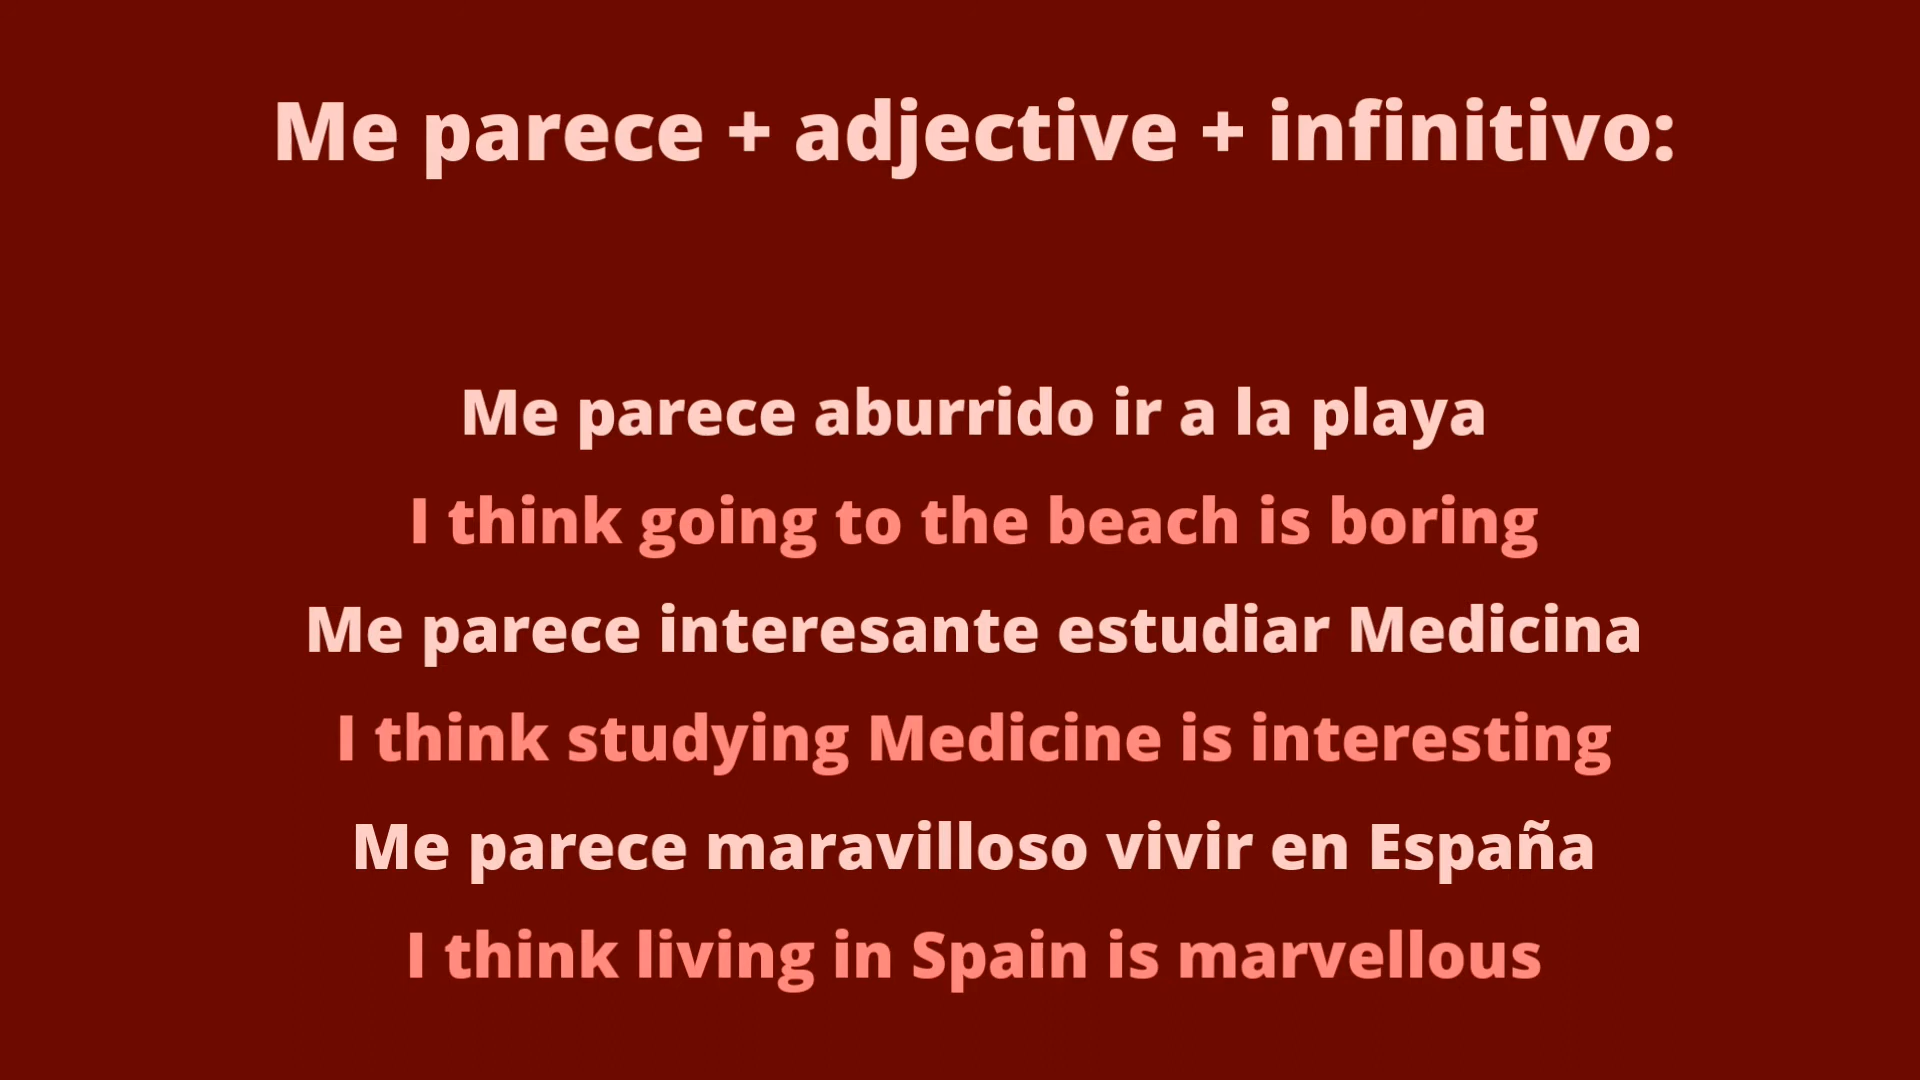 Me parece + adjective + infinitivo:
Me parece aburrido ir a la playa
I think going to the beach is boring
Me parece interesante estudiar Medicina
I think studying Medicine is interesting
Me parece maravilloso vivir en España
I think living in Spain is marvellous